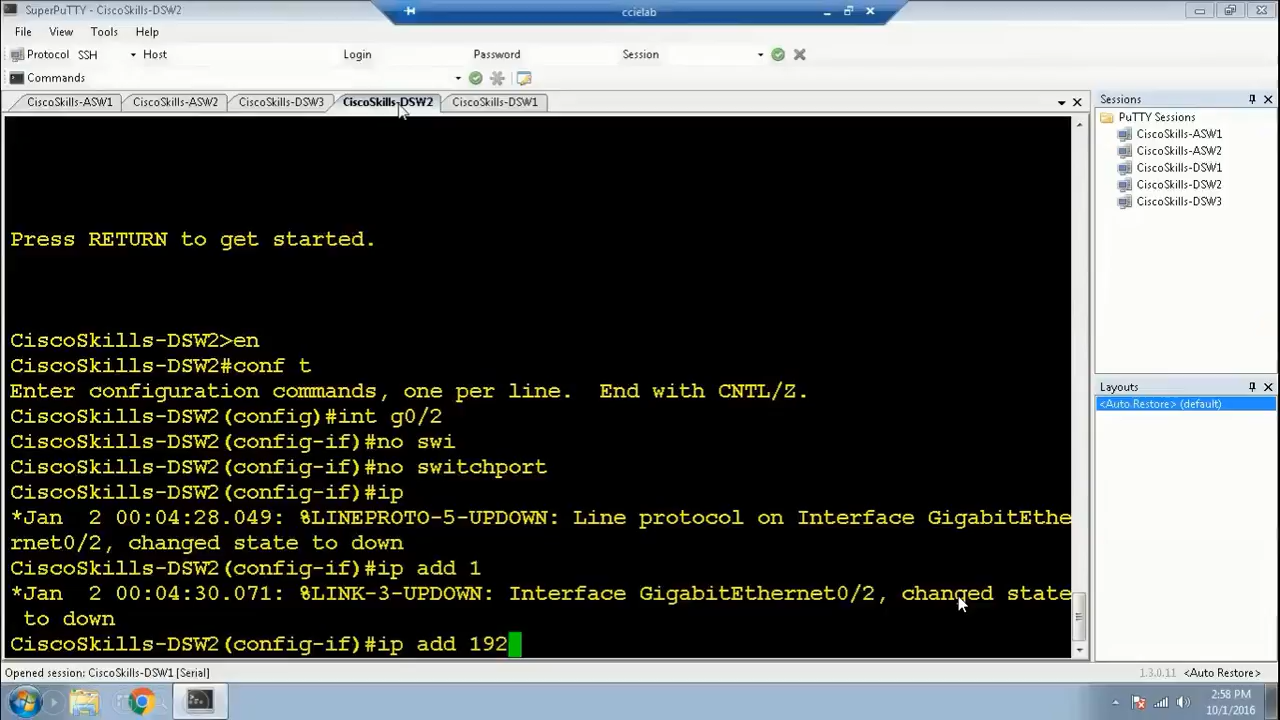 SuperPuTTY - CiscoSkills-DSW2
ccielab
File View Tools Help
Protocol SSH Host Login Password Session
Commands
CiscoSkills-ASW1 CiscoSkills-ASW2 CiscoSkills-DSW3 CiscoSkills-DSW2 CiscoSkills-DSW1
Press RETURN to get started.
CiscoSkills-DSW2>en
CiscoSkills-DSW2#conf t
Enter configuration commands, one per line.  End with CNTL/Z.
CiscoSkills-DSW2(config)#int g0/2
CiscoSkills-DSW2(config-if)#no swi
CiscoSkills-DSW2(config-if)#no switchport
CiscoSkills-DSW2(config-if)#ip
*Jan  2 00:04:28.049: %LINEPROTO-5-UPDOWN: Line protocol on Interface GigabitEthe
rnet0/2, changed state to down
CiscoSkills-DSW2(config-if)#ip add 1
*Jan  2 00:04:30.071: %LINK-3-UPDOWN: Interface GigabitEthernet0/2, changed state
 to down
CiscoSkills-DSW2(config-if)#ip add 192
Sessions
PuTTY Sessions
CiscoSkills-ASW1
CiscoSkills-ASW2
CiscoSkills-DSW1
CiscoSkills-DSW2
CiscoSkills-DSW3
Layouts
<Auto Restore> (default)
Opened session: CiscoSkills-DSW1 [Serial]
1.3.0.11 <Auto Restore>
2:58 PM
10/1/2016